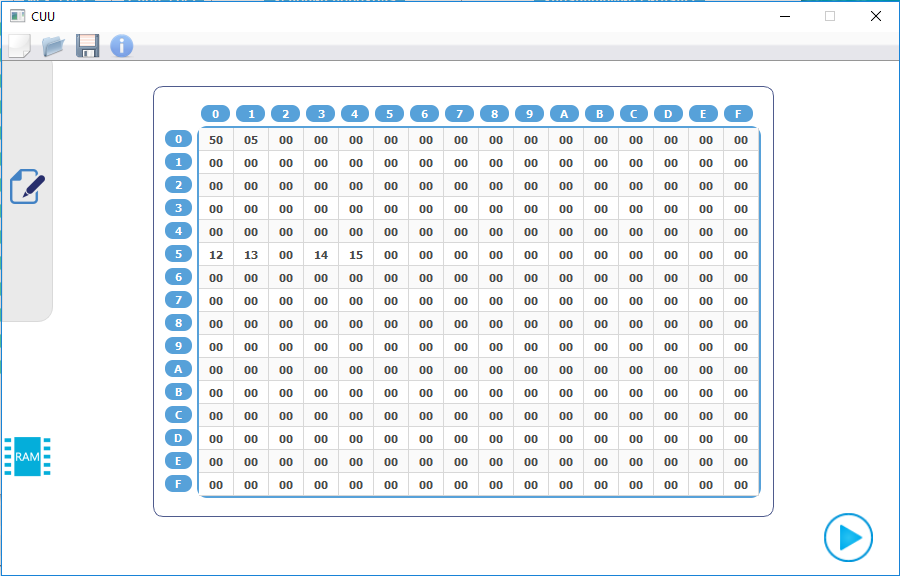 CUU
0 1 2 3 4 5 6 7 8 9 A B C D E F
0 50 05 00 00 00 00 00 00 00 00 00 00 00 00 00 00
1 00 00 00 00 00 00 00 00 00 00 00 00 00 00 00 00
2 00 00 00 00 00 00 00 00 00 00 00 00 00 00 00 00
3 00 00 00 00 00 00 00 00 00 00 00 00 00 00 00 00
4 00 00 00 00 00 00 00 00 00 00 00 00 00 00 00 00
5 12 13 00 14 15 00 00 00 00 00 00 00 00 00 00 00
6 00 00 00 00 00 00 00 00 00 00 00 00 00 00 00 00
7 00 00 00 00 00 00 00 00 00 00 00 00 00 00 00 00
8 00 00 00 00 00 00 00 00 00 00 00 00 00 00 00 00
9 00 00 00 00 00 00 00 00 00 00 00 00 00 00 00 00
A 00 00 00 00 00 00 00 00 00 00 00 00 00 00 00 00
B 00 00 00 00 00 00 00 00 00 00 00 00 00 00 00 00
C 00 00 00 00 00 00 00 00 00 00 00 00 00 00 00 00
D 00 00 00 00 00 00 00 00 00 00 00 00 00 00 00 00
E 00 00 00 00 00 00 00 00 00 00 00 00 00 00 00 00
F 00 00 00 00 00 00 00 00 00 00 00 00 00 00 00 00
RAM